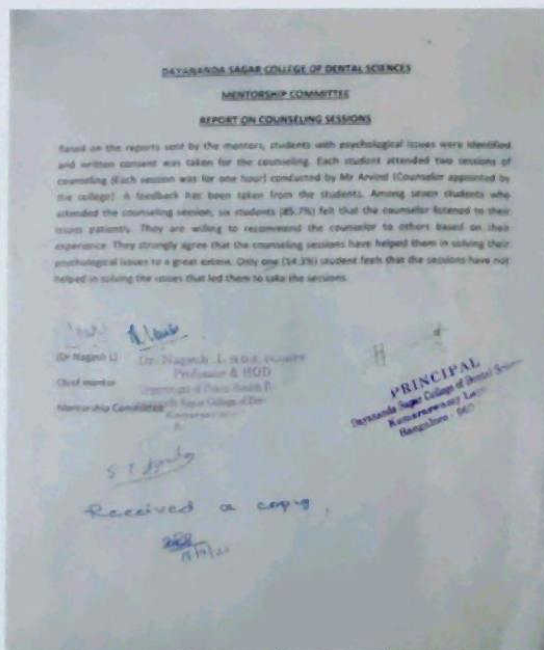 DAYANANDA SAGAR COLLEGE OF DENTAL SCIENCES
MENTORSHIP COMMITTEE
REPORT ON COUNSELING SESSIONS
Based on the reports sent by the mentors, students with psychological issues were identified
and written consent was taken for the counseling. Each student attended two sessions of
counseling (Each session was for one hour) conducted by Mr Arvind (Counselor appointed by
the college). A feedback has been taken from the students. Among seven students who
attended the counseling session, six students (85.7%) felt that the counselor listened to their
issues patiently. They are willing to recommend the counselor to others based on their
experience. They strongly agree that the counseling sessions have helped them in solving their
psychological issues to a great extent. Only one (14.3%) student feels that the sessions have not
helped in solving the issues that led them to take the sessions.
(Dr Nagesh L)
Dr. Nagesh. L
Professor & HOD
Chief mentor
Mentorship Committee
PRINCIPAL
Dayananda Sagar College of Dental
Kumaraswamy
Bangalore
Received a copy